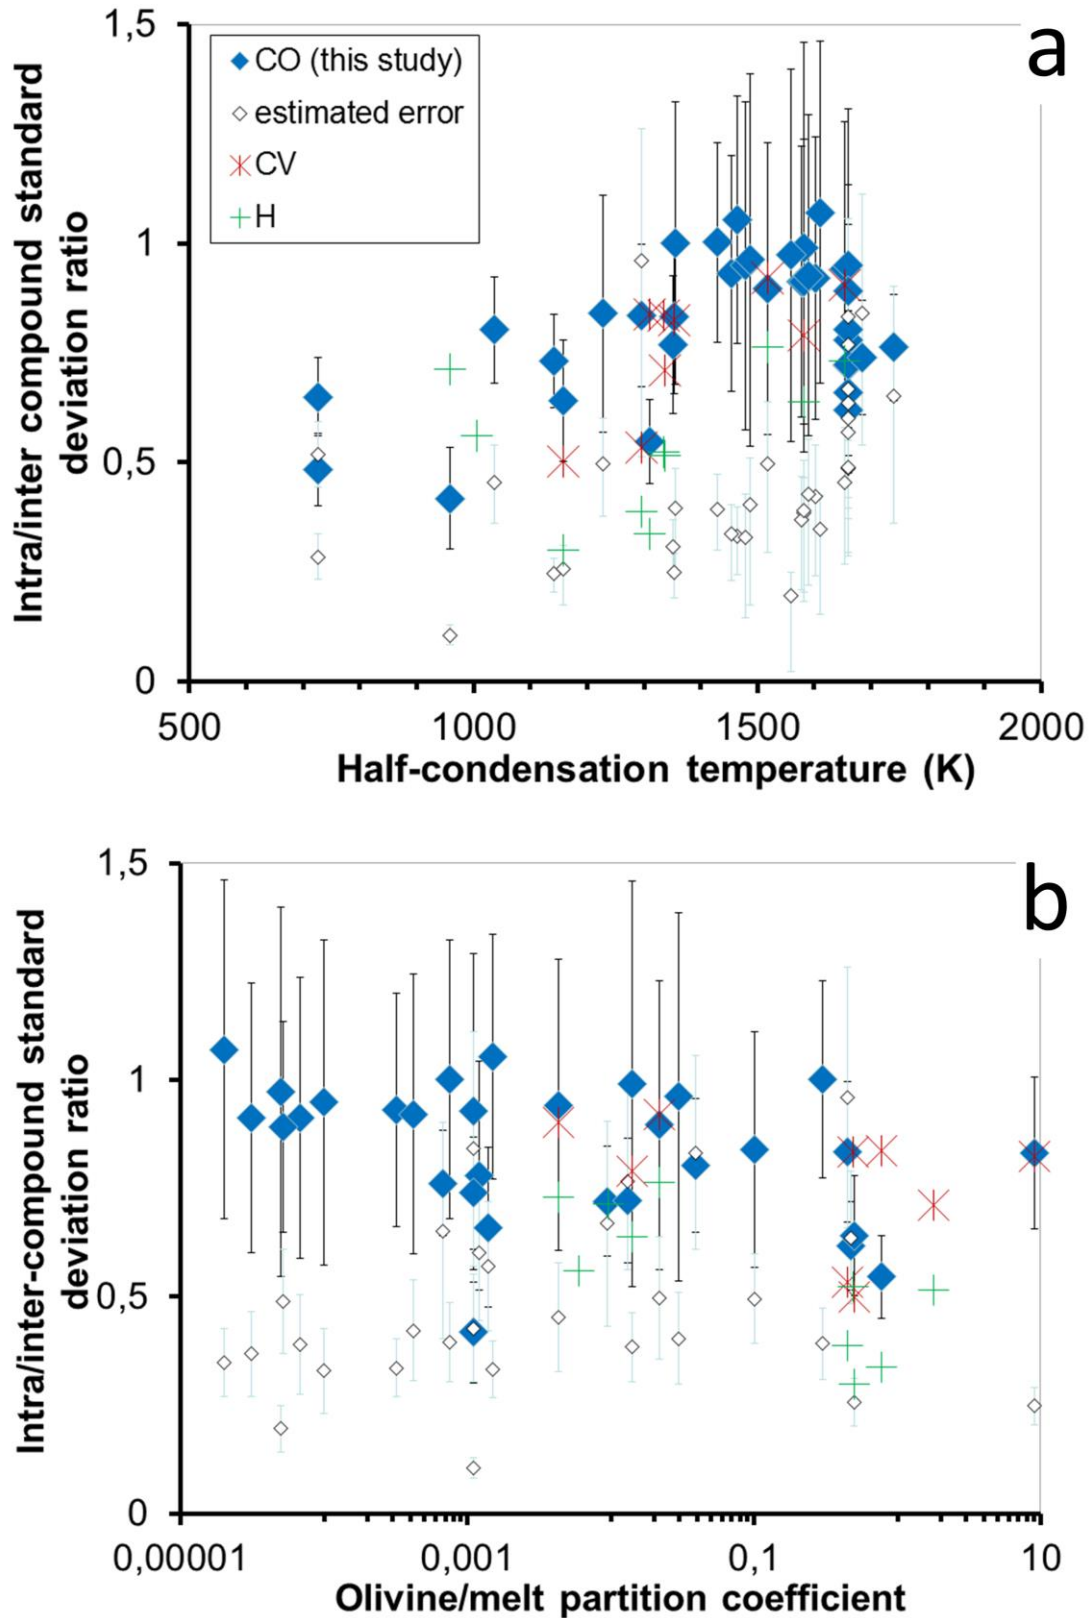 a
1,5
1
0,5
0
Intra/inter compound standard
deviation ratio
CO (this study)
estimated error
CV
H
500 1000 1500 2000
Half-condensation temperature (K)
b
1,5
1
0,5
0
Intra/inter-compound standard
deviation ratio
0,00001 0,001 0,1 10
Olivine/melt partition coefficient